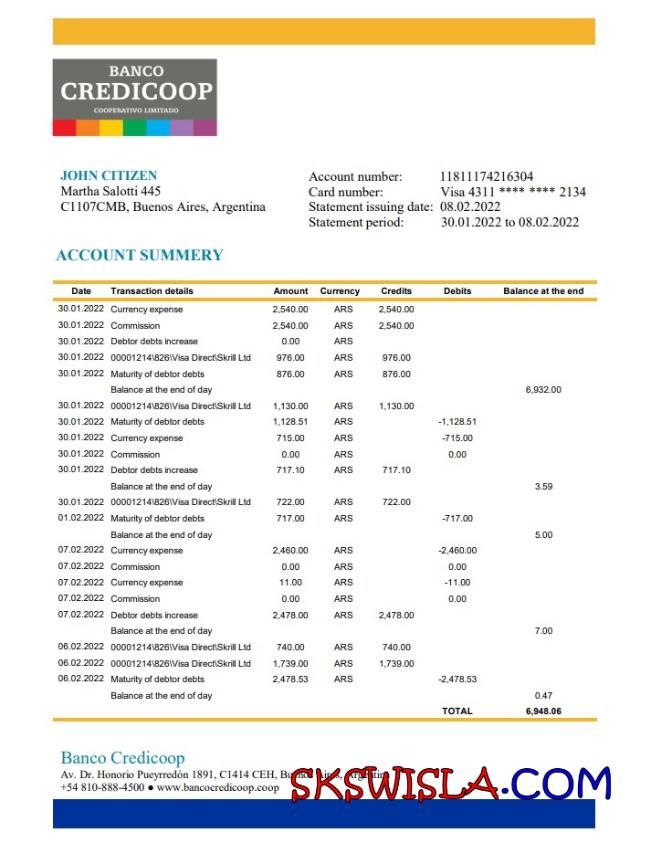 BANCO
CREDICOOP
COOPERATIVO LIMITADO
JOHN CITIZEN
Martha Salotti 445
C1107CMB, Buenos Aires, Argentina
Account number: 11811174216304
Card number: Visa 4311 **** **** 2134
Statement issuing date: 08.02.2022
Statement period: 30.01.2022 to 08.02.2022
ACCOUNT SUMMERY
Date Transaction details Amount Currency Credits Debits Balance at the end
30.01.2022 Currency expense 2,540.00 ARS 2,540.00
30.01.2022 Commission 2,540.00 ARS 2,540.00
30.01.2022 Debtor debts increase 0.00 ARS
30.01.2022 00001214\826\Visa Direct\Skrill Ltd 976.00 ARS 976.00
30.01.2022 Maturity of debtor debts 876.00 ARS 876.00
Balance at the end of day 6,932.00
30.01.2022 00001214\826\Visa Direct\Skrill Ltd 1,130.00 ARS 1,130.00
30.01.2022 Maturity of debtor debts 1,128.51 ARS -1,128.51
30.01.2022 Currency expense 715.00 ARS -715.00
30.01.2022 Commission 0.00 ARS 0.00
30.01.2022 Debtor debts increase 717.10 ARS 717.10
Balance at the end of day 3.59
30.01.2022 00001214\826\Visa Direct\Skrill Ltd 722.00 ARS 722.00
01.02.2022 Maturity of debtor debts 717.00 ARS -717.00
Balance at the end of day 5.00
07.02.2022 Currency expense 2,460.00 ARS -2,460.00
07.02.2022 Commission 0.00 ARS 0.00
07.02.2022 Currency expense 11.00 ARS -11.00
07.02.2022 Commission 0.00 ARS 0.00
07.02.2022 Debtor debts increase 2,478.00 ARS 2,478.00
Balance at the end of day 7.00
06.02.2022 00001214\826\Visa Direct\Skrill Ltd 740.00 ARS 740.00
06.02.2022 00001214\826\Visa Direct\Skrill Ltd 1,739.00 ARS 1,739.00
06.02.2022 Maturity of debtor debts 2,478.53 ARS -2,478.53
Balance at the end of day 0.47
TOTAL 6,948.06
Banco Credicoop
Av. Dr. Honorio Pueyrredón 1891, C1414 CEH, Buenos Aires, Argentina
+54 810-888-4500 ● www.bancocredicoop.coop
SKSWISLA.COM